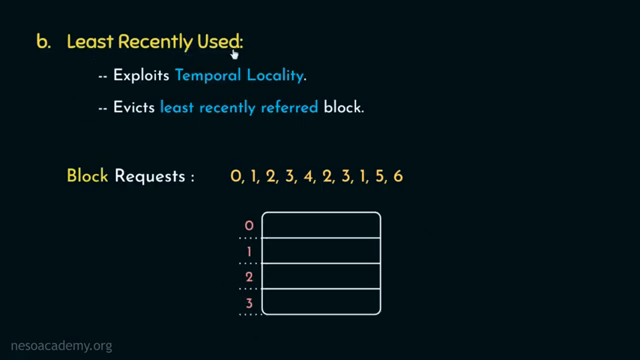 b. Least Recently Used:
-- Exploits Temporal Locality.
-- Evicts least recently referred block.
Block Requests : 0, 1, 2, 3, 4, 2, 3, 1, 5, 6
0
1
2
3
nesoacademy.org